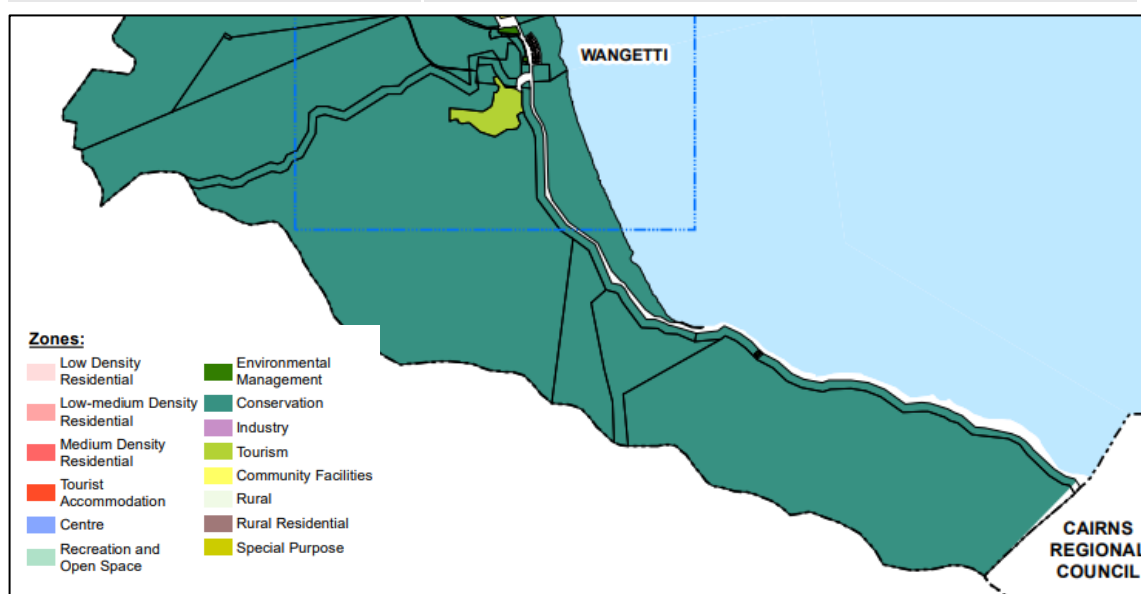 WANGETTI
Zones:
Low Density
Residential
Low-medium Density
Residential
Medium Density
Residential
Tourist
Accommodation
Centre
Recreation and
Open Space
Environmental
Management
Conservation
Industry
Tourism
Community Facilities
Rural
Rural Residential
Special Purpose
CAIRNS
REGIONAL
COUNCIL